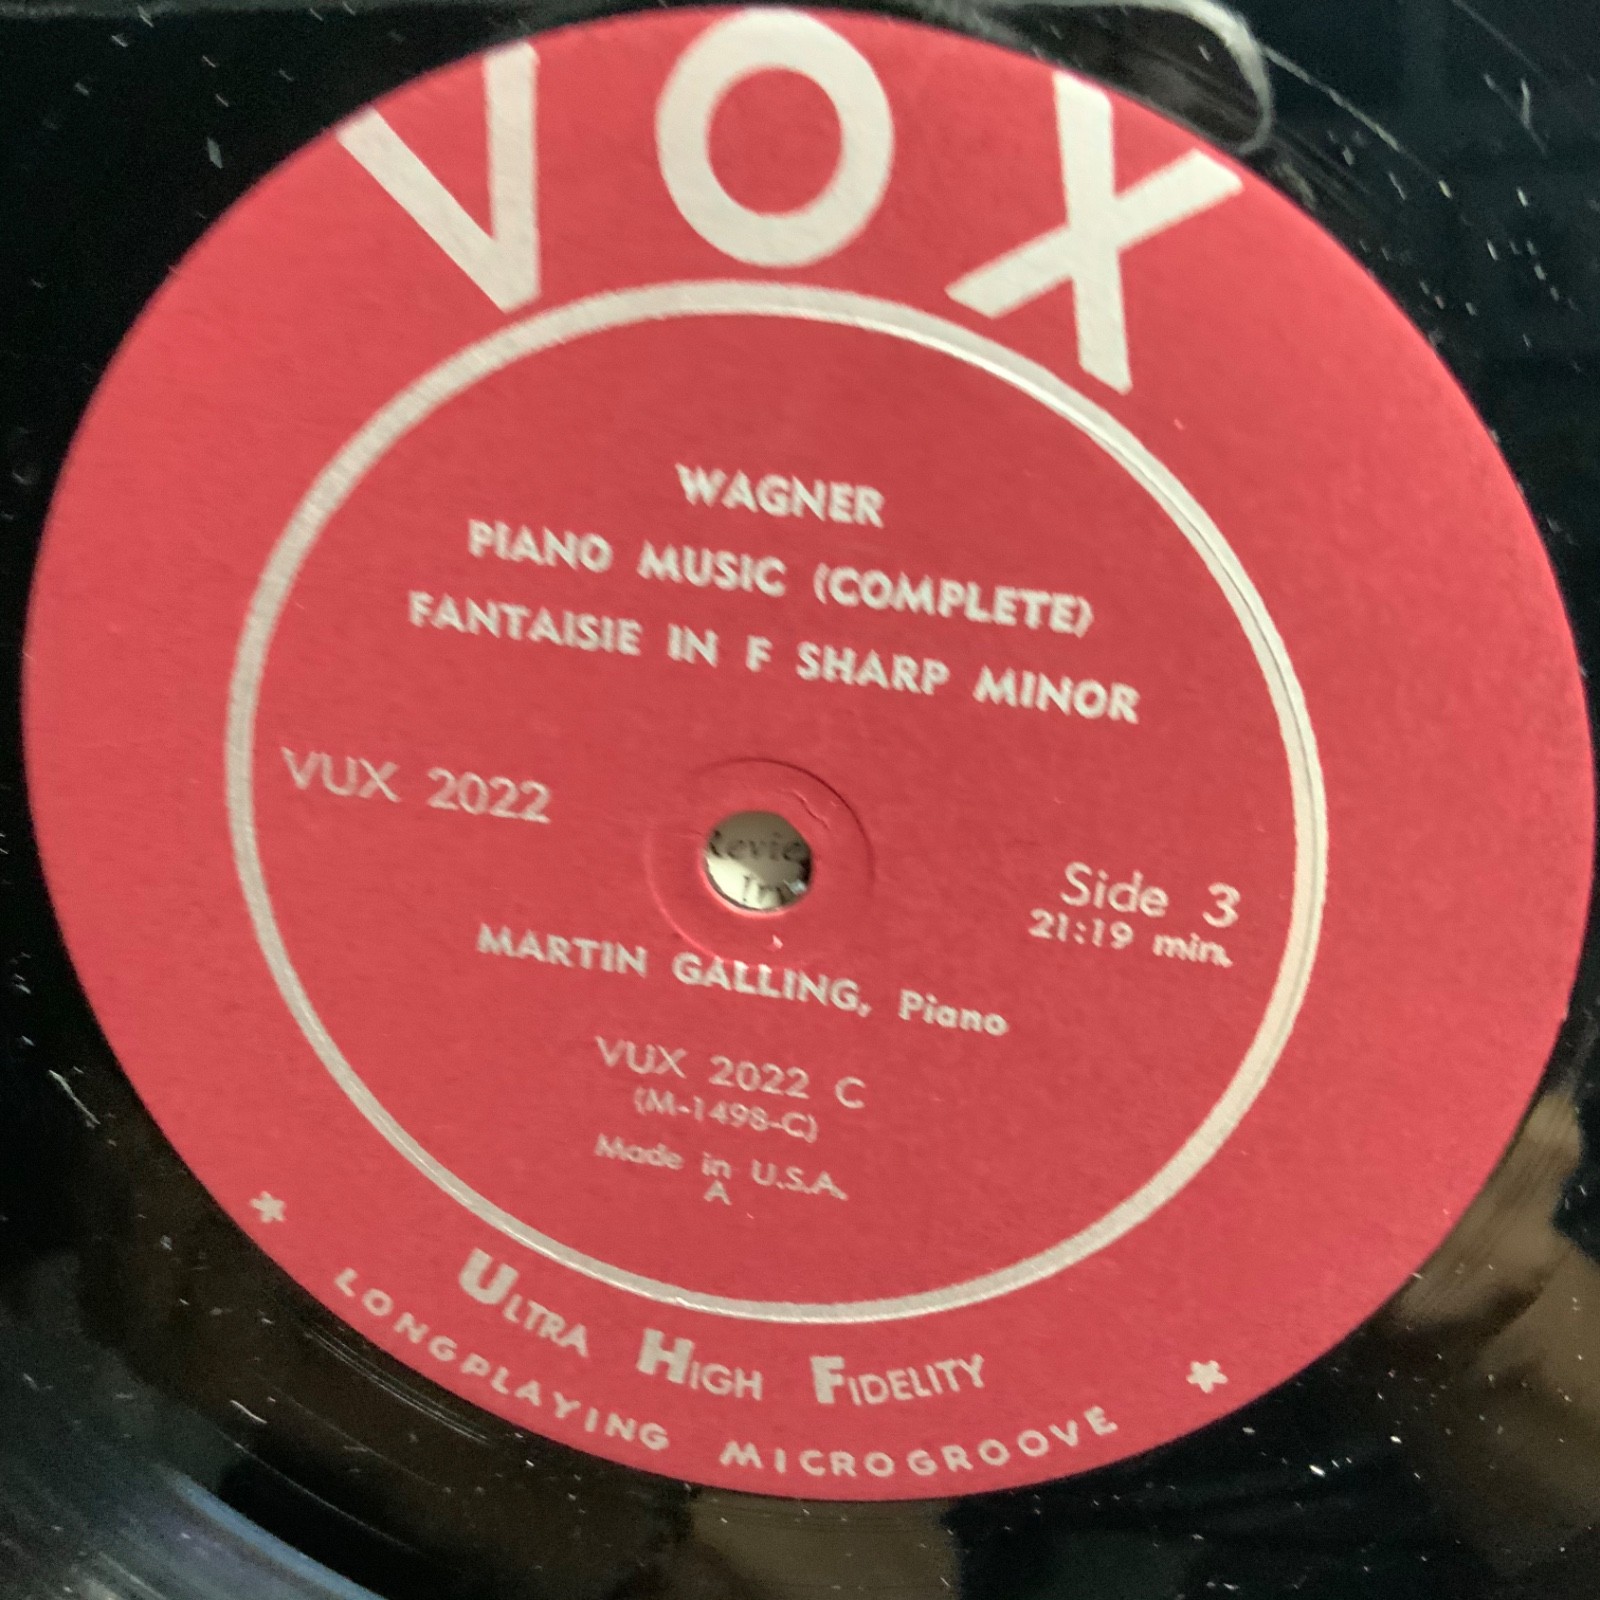 VOX
WAGNER
PIANO MUSIC (COMPLETE)
FANTAISIE IN F SHARP MINOR
VUX 2022
Side 3
21:19 min.
MARTIN GALLING, Piano
VUX 2022 C
(M-1498-C)
Made in U.S.A.
A
ULTRA HIGH FIDELITY
* LONGPLAYING MICROGROOVE *